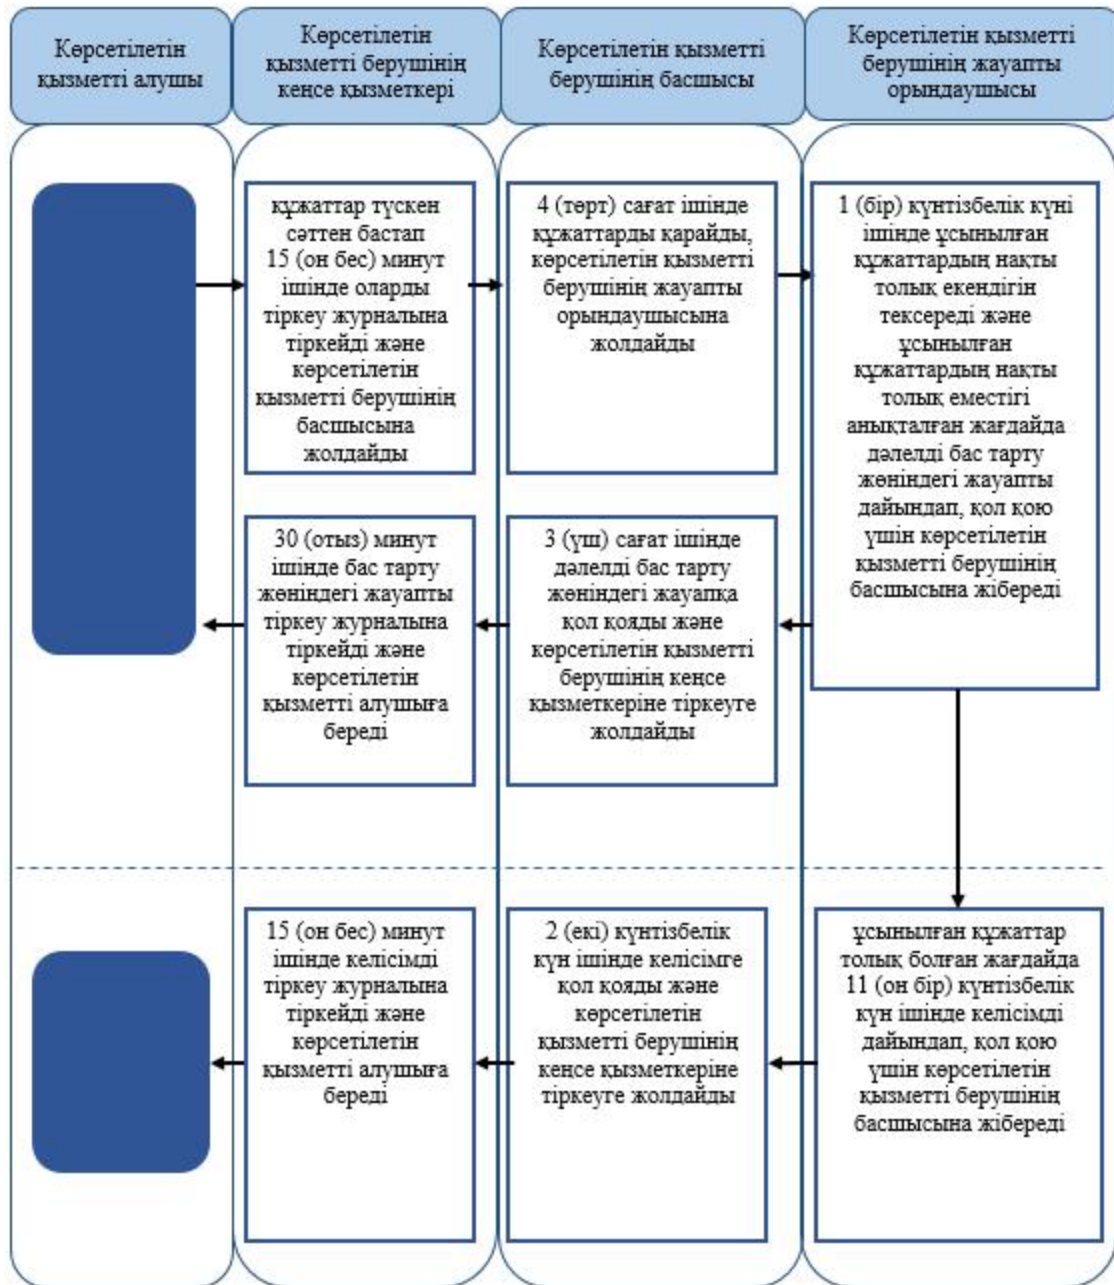 Көрсетілетін
қызметті алушы
Көрсетілетін
қызметті берушінің
кеңсе қызметкері
Көрсетілетін қызметті
берушінің басшысы
Көрсетілетін қызметті
берушінің жауапты
орындаушысы
құжаттар түскен
сәттен бастап
15 (он бес) минут
ішінде оларды
тіркеу журналына
тіркейді және
көрсетілетін
қызметті берушінің
басшысына
жолдайды
4 (төрт) сағат ішінде
құжаттарды қарайды,
көрсетілетін қызметті
берушінің жауапты
орындаушысына
жолдайды
1 (бір) күнтізбелік күні
ішінде ұсынылған
құжаттардың нақты
толық екендігін
тексереді және
ұсынылған
құжаттардың нақты
толық еместігі
анықталған жағдайда
дәлелді бас тарту
жөніндегі жауапты
дайындап, қол қою
үшін көрсетілетін
қызметті берушінің
басшысына жібереді
30 (отыз) минут
ішінде бас тарту
жөніндегі жауапты
тіркеу журналына
тіркейді және
көрсетілетін
қызметті алушыға
береді
3 (үш) сағат ішінде
дәлелді бас тарту
жөніндегі жауапқа
қол қояды және
көрсетілетін қызметті
берушінің кеңсе
қызметкеріне тіркеуге
жолдайды
15 (он бес) минут
ішінде келісімді
тіркеу журналына
тіркейді және
көрсетілетін
қызметті алушыға
береді
2 (екі) күнтізбелік
күн ішінде келісімге
қол қояды және
көрсетілетін
қызметті берушінің
кеңсе қызметкеріне
тіркеуге жолдайды
ұсынылған құжаттар
толық болған жағдайда
11 (он бір) күнтізбелік
күн ішінде келісімді
дайындап, қол қою
үшін көрсетілетін
қызметті берушінің
басшысына жібереді